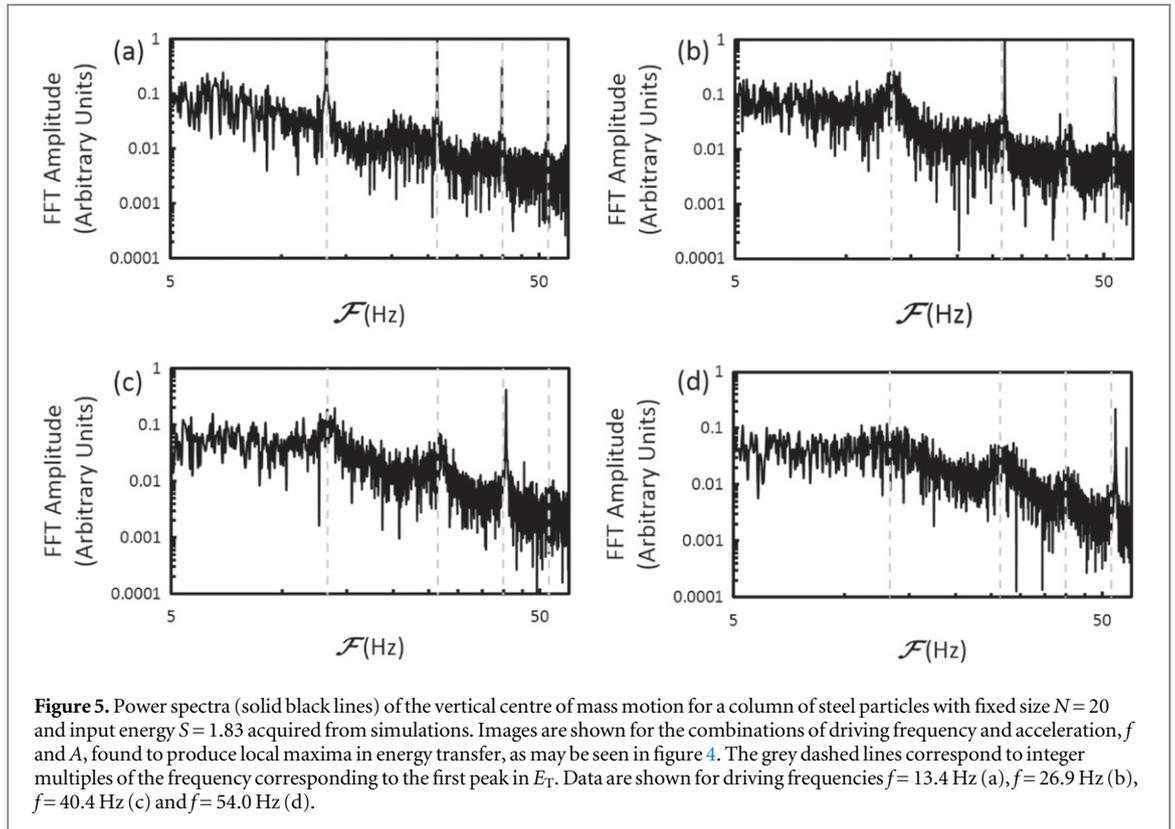 (a)
1
0.1
0.01
0.001
0.0001
FFT Amplitude
(Arbitrary Units)
5
50
ℱ(Hz)
(b)
1
0.1
0.01
0.001
0.0001
FFT Amplitude
(Arbitrary Units)
5
50
ℱ(Hz)
(c)
1
0.1
0.01
0.001
0.0001
FFT Amplitude
(Arbitrary Units)
5
50
ℱ(Hz)
(d)
1
0.1
0.01
0.001
0.0001
FFT Amplitude
(Arbitrary Units)
5
50
ℱ(Hz)
Figure 5. Power spectra (solid black lines) of the vertical centre of mass motion for a column of steel particles with fixed size N = 20
and input energy S = 1.83 acquired from simulations. Images are shown for the combinations of driving frequency and acceleration, f
and A, found to produce local maxima in energy transfer, as may be seen in figure 4. The grey dashed lines correspond to integer
multiples of the frequency corresponding to the first peak in E_T. Data are shown for driving frequencies f = 13.4 Hz (a), f = 26.9 Hz (b),
f = 40.4 Hz (c) and f = 54.0 Hz (d).